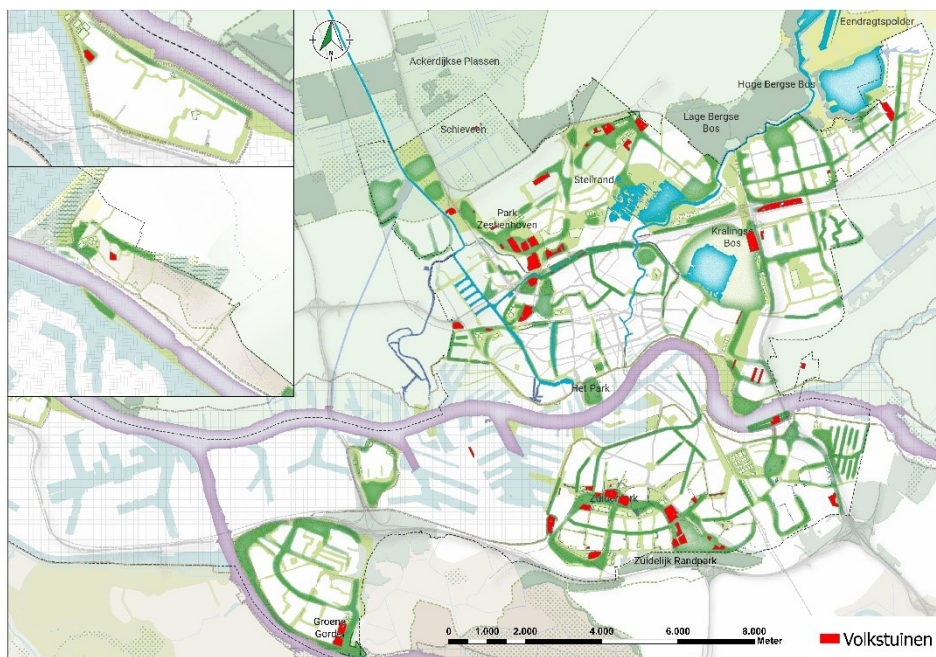 Eendragtspolder
Ackerdijkse Plassen
Hoge Bergse Bos
Lage Bergse
Bos
Schieveen
Steilrand
Park
Zestienhoven
Kralingse
Bos
Het Park
Zuiderpark
Zuidelijk Randpark
Groene
Gordel
N
0 1.000 2.000 4.000 6.000 8.000
Meter
Volkstuinen